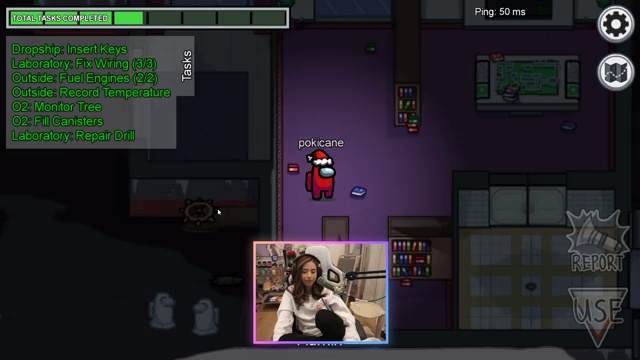 TOTAL TASKS COMPLETED
Ping: 50 ms
Dropship: Insert Keys
Laboratory: Fix Wiring (3/3)
Outside: Fuel Engines (2/2)
Outside: Record Temperature
O2: Monitor Tree
O2: Fill Canisters
Laboratory: Repair Drill
Tasks
pokicane
REPORT
USE